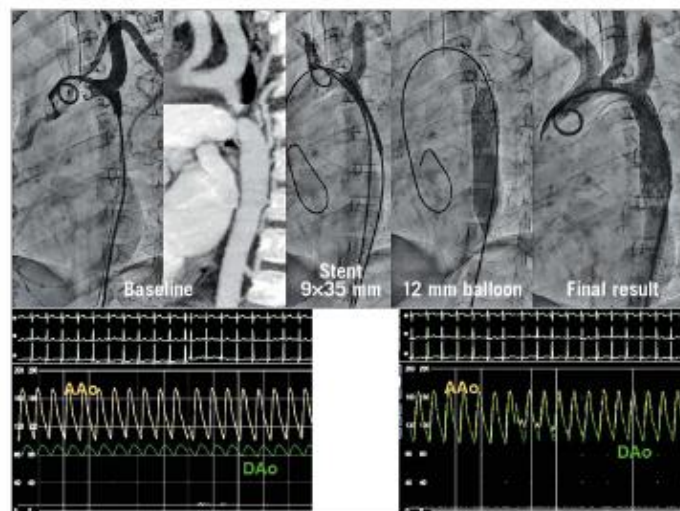 Baseline
Stent
9×35 mm
12 mm balloon
Final result
AAo
DAo
AAo
DAo